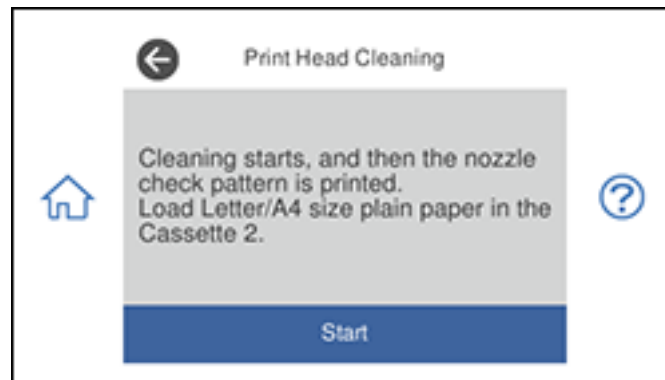 Print Head Cleaning
Cleaning starts, and then the nozzle
check pattern is printed.
Load Letter/A4 size plain paper in the
Cassette 2.
?
Start